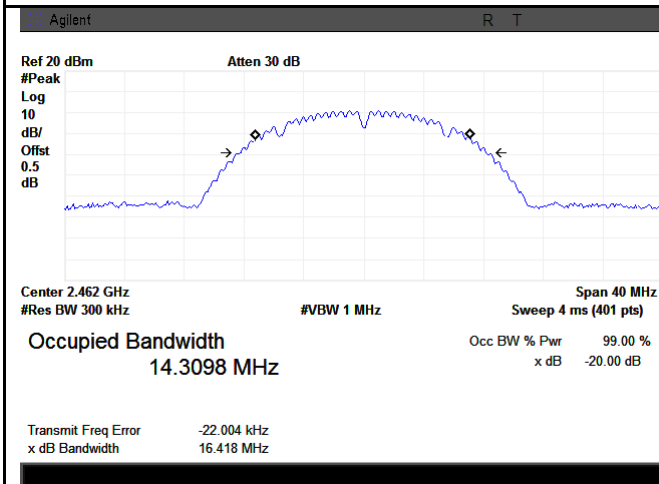 Agilent R T
Ref 20 dBm Atten 30 dB
#Peak
Log
10
dB/
Offst
0.5
dB
Center 2.462 GHz Span 40 MHz
#Res BW 300 kHz #VBW 1 MHz Sweep 4 ms (401 pts)
Occupied Bandwidth Occ BW % Pwr 99.00 %
14.3098 MHz x dB -20.00 dB
Transmit Freq Error -22.004 kHz
x dB Bandwidth 16.418 MHz